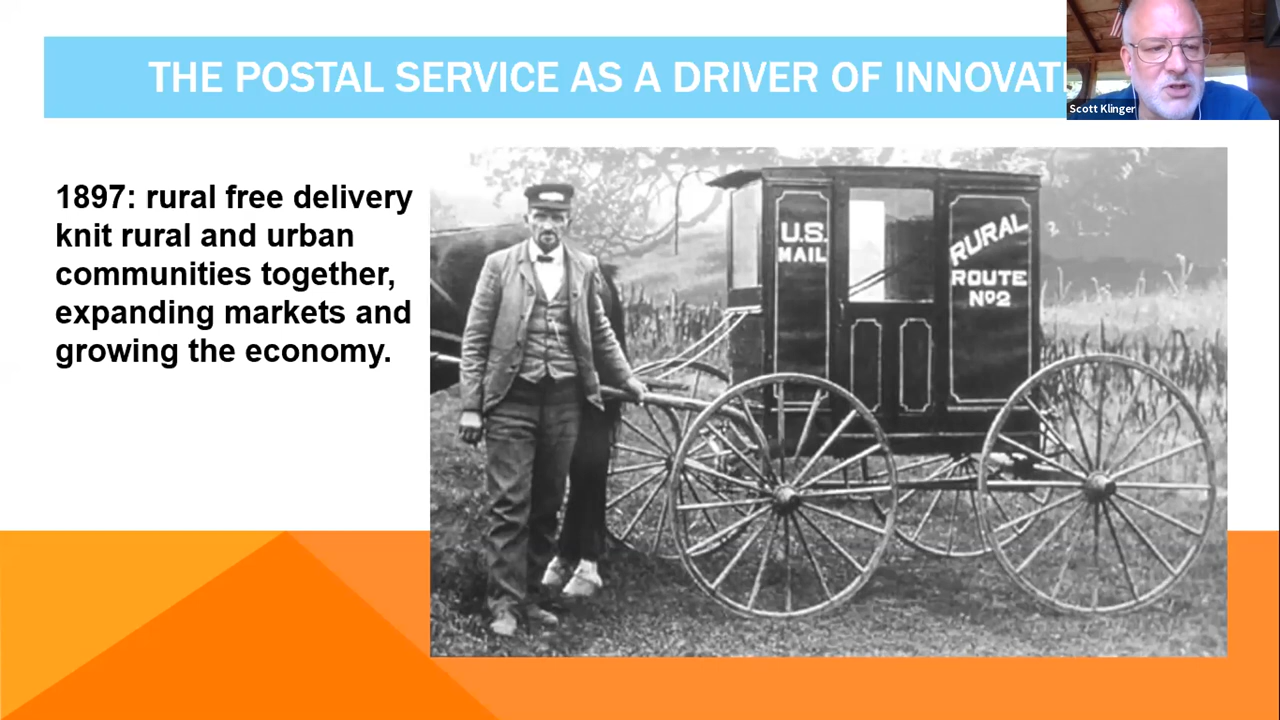 THE POSTAL SERVICE AS A DRIVER OF INNOVAT
Scott Klinger
1897: rural free delivery
knit rural and urban
communities together,
expanding markets and
growing the economy.
U.S.
MAIL
RURAL
ROUTE
Nº2